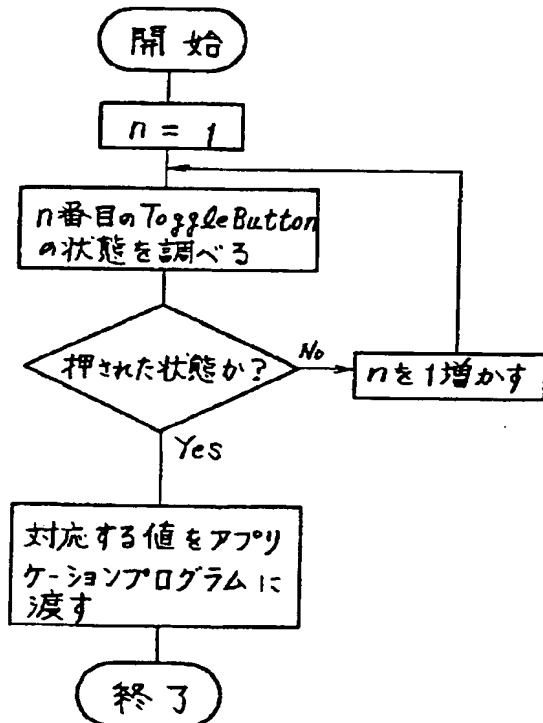 開始
n = 1
n番目のToggleButton
の状態を調べる
押された状態か?
No
nを1増かす
Yes
対応する値をアプリ
ケーションプログラムに
渡す
終了